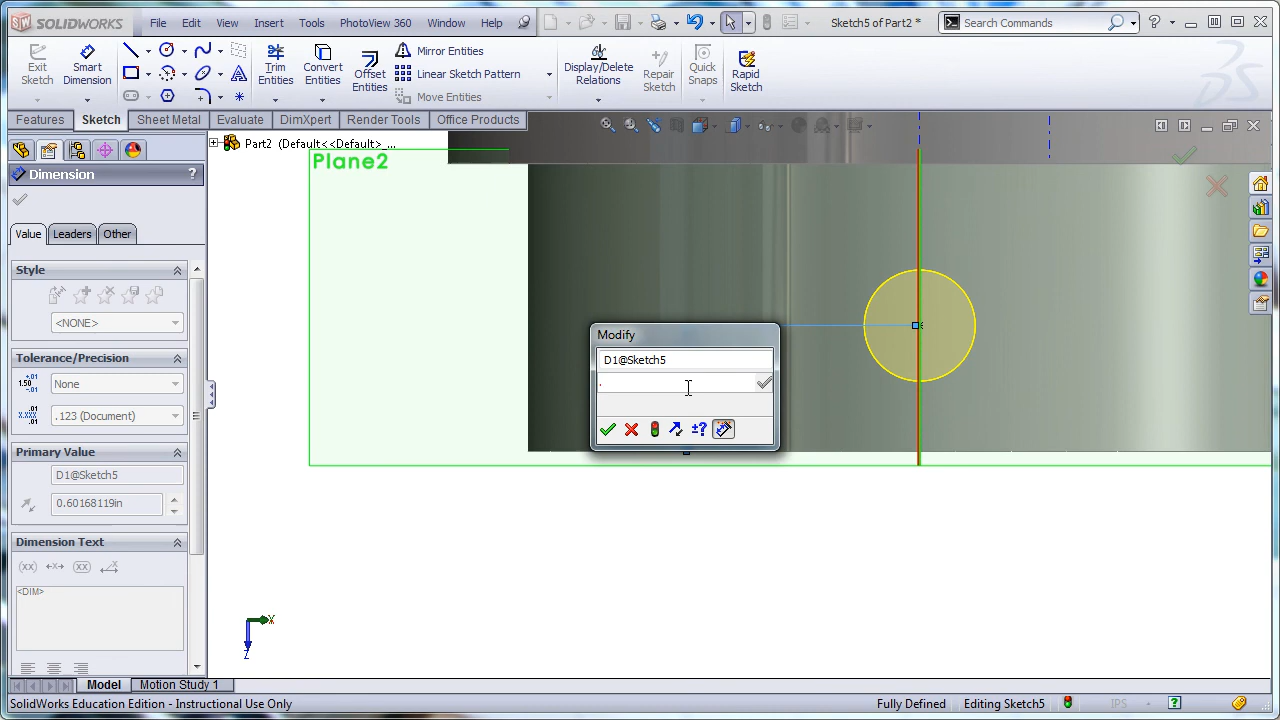 SOLIDWORKS File Edit View Insert Tools PhotoView 360 Window Help Sketch5 of Part2 * Search Commands
Exit Sketch
Smart Dimension
Trim Entities
Convert Entities
Offset Entities
Mirror Entities
Linear Sketch Pattern
Move Entities
Display/Delete Relations
Repair Sketch
Quick Snaps
Rapid Sketch
Features Sketch Sheet Metal Evaluate DimXpert Render Tools Office Products
Part2 (Default<<Default>_...
Plane2
Dimension ?
Value Leaders Other
Style
<NONE>
Tolerance/Precision
None
.123 (Document)
Primary Value
D1@Sketch5
0.60168119in
Dimension Text
(xx)
<DIM>
Modify
D1@Sketch5
.
X
Z
Model Motion Study 1
SolidWorks Education Edition - Instructional Use Only Fully Defined Editing Sketch5 IPS